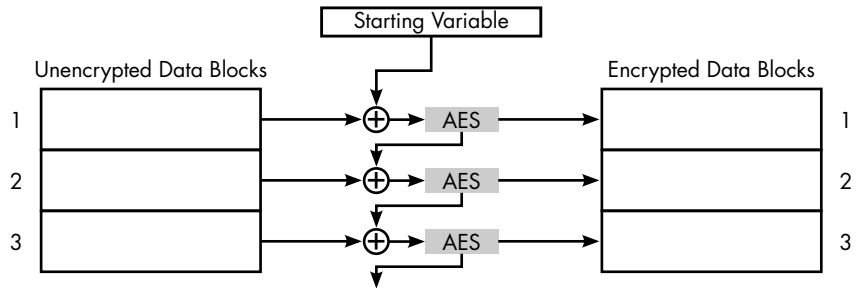 Starting Variable
Unencrypted Data Blocks
Encrypted Data Blocks
1 AES 1
2 AES 2
3 AES 3